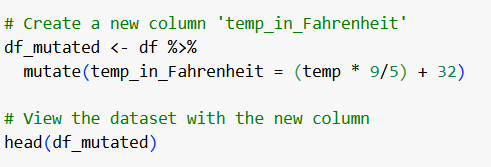 # Create a new column 'temp_in_Fahrenheit'
df_mutated <- df %>%
  mutate(temp_in_Fahrenheit = (temp * 9/5) + 32)

# View the dataset with the new column
head(df_mutated)